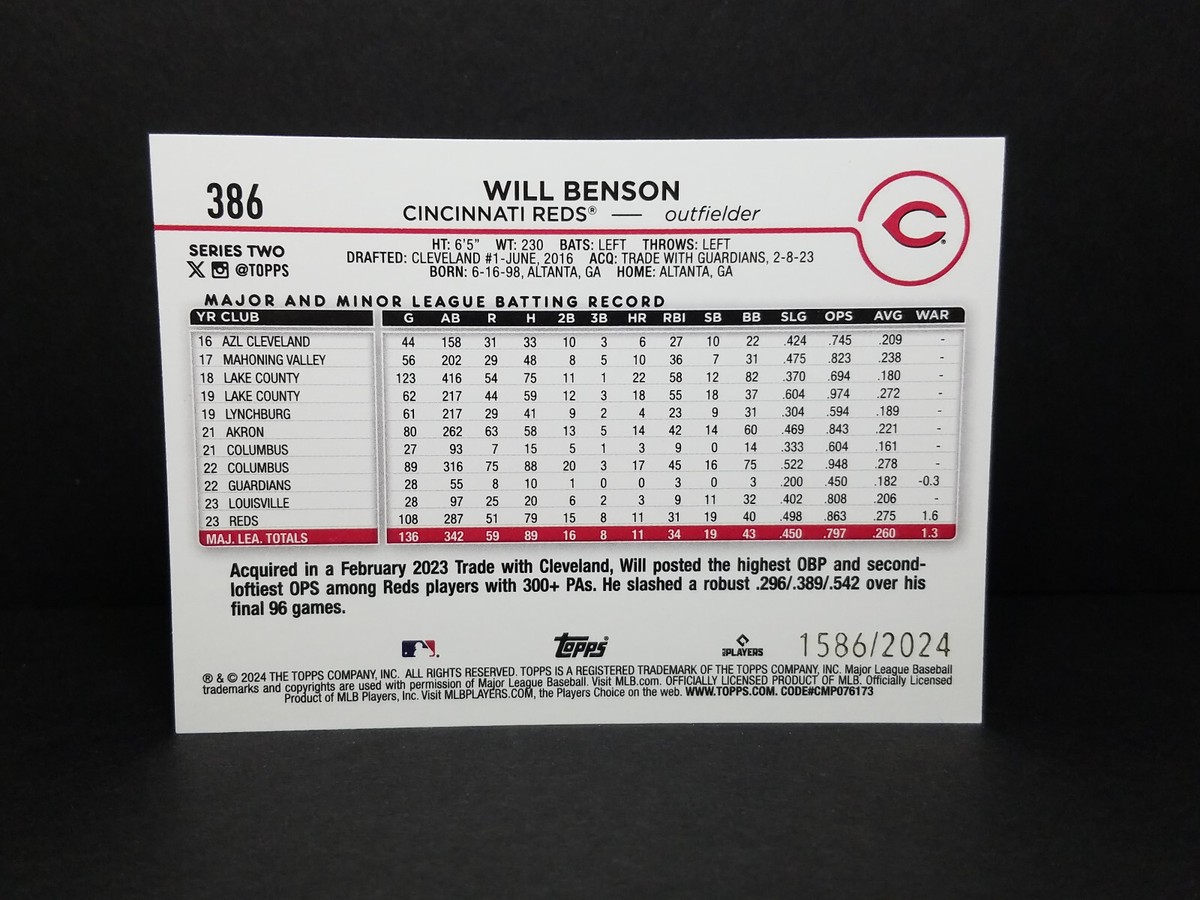 386
WILL BENSON
CINCINNATI REDS® — outfielder
C
SERIES TWO
X @TOPPS
HT: 6'5" WT: 230 BATS: LEFT THROWS: LEFT
DRAFTED: CLEVELAND #1-JUNE, 2016 ACQ: TRADE WITH GUARDIANS, 2-8-23
BORN: 6-16-98, ALTANTA, GA HOME: ALTANTA, GA
MAJOR AND MINOR LEAGUE BATTING RECORD
YR CLUB G AB R H 2B 3B HR RBI SB BB SLG OPS AVG WAR
16 AZL CLEVELAND 44 158 31 33 10 3 6 27 10 22 .424 .745 .209 -
17 MAHONING VALLEY 56 202 29 48 8 5 10 36 7 31 .475 .823 .238 -
18 LAKE COUNTY 123 416 54 75 11 1 22 58 12 82 .370 .694 .180 -
19 LAKE COUNTY 62 217 44 59 12 3 18 55 18 37 .604 .974 .272 -
19 LYNCHBURG 61 217 29 41 9 2 4 23 9 31 .304 .594 .189 -
21 AKRON 80 262 63 58 13 5 14 42 14 60 .469 .843 .221 -
21 COLUMBUS 27 93 7 15 5 1 3 9 0 14 .333 .604 .161 -
22 COLUMBUS 89 316 75 88 20 3 17 45 16 75 .522 .948 .278 -
22 GUARDIANS 28 55 8 10 1 0 0 3 0 3 .200 .450 .182 -0.3
23 LOUISVILLE 28 97 25 20 6 2 3 9 11 32 .402 .808 .206 -
23 REDS 108 287 51 79 15 8 11 31 19 40 .498 .863 .275 1.6
MAJ. LEA. TOTALS 136 342 59 89 16 8 11 34 19 43 .450 .797 .260 1.3
Acquired in a February 2023 Trade with Cleveland, Will posted the highest OBP and second-
loftiest OPS among Reds players with 300+ PAs. He slashed a robust .296/.389/.542 over his
final 96 games.
Topps PLAYERS 1586/2024
® & © 2024 THE TOPPS COMPANY, INC. ALL RIGHTS RESERVED. TOPPS IS A REGISTERED TRADEMARK OF THE TOPPS COMPANY, INC. Major League Baseball
trademarks and copyrights are used with permission of Major League Baseball. Visit MLB.com. OFFICIALLY LICENSED PRODUCT OF MLB. Officially Licensed
Product of MLB Players, Inc. Visit MLBPLAYERS.COM, the Players Choice on the web. WWW.TOPPS.COM. CODE#CMP076173